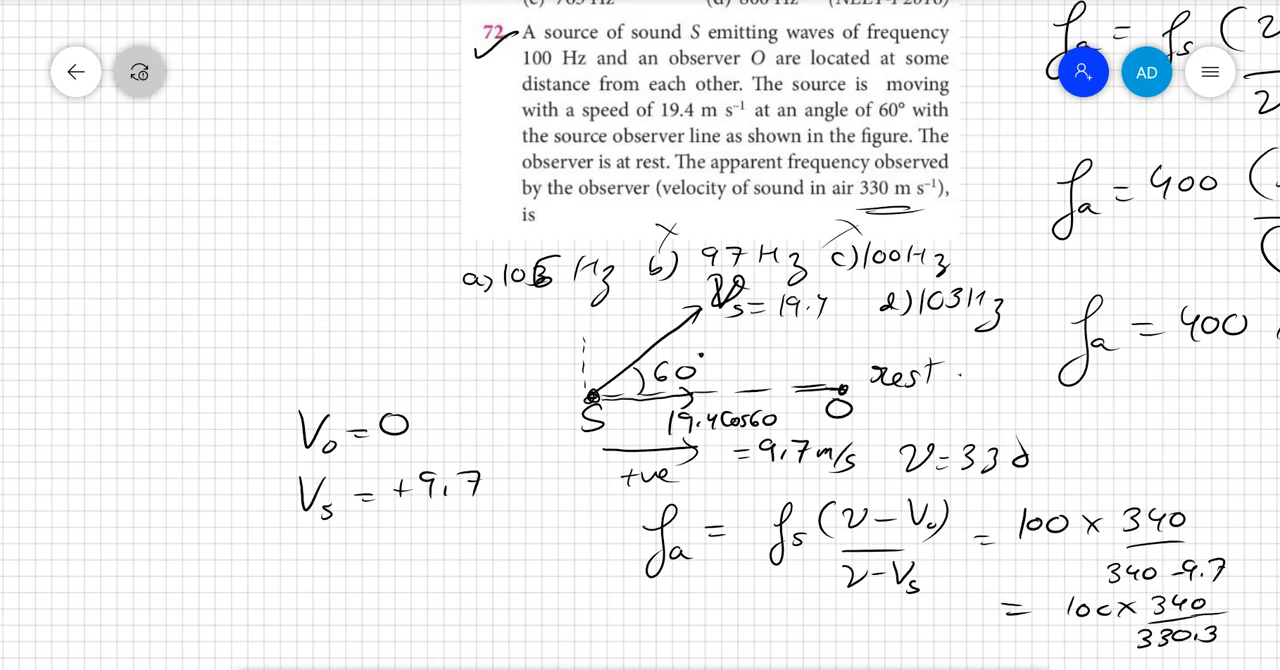 72. A source of sound S emitting waves of frequency
100 Hz and an observer O are located at some
distance from each other. The source is moving
with a speed of 19.4 m s⁻¹ at an angle of 60° with
the source observer line as shown in the figure. The
observer is at rest. The apparent frequency observed
by the observer (velocity of sound in air 330 m s⁻¹),
is
AD
a) 106 Hz b) 97 Hz c) 100 Hz
Vs = 19.4 d) 103 Hz
60° rest.
S 19.4 cos60 O
+ve = 9.7 m/s v = 330
Vo = 0
Vs = +9.7
fa = fs (v - Vo) / v - Vs = 100 × 340 / 340 - 9.7
= 100 × 340 / 330.3
fa = fs (
fa = 400 (
fa = 400